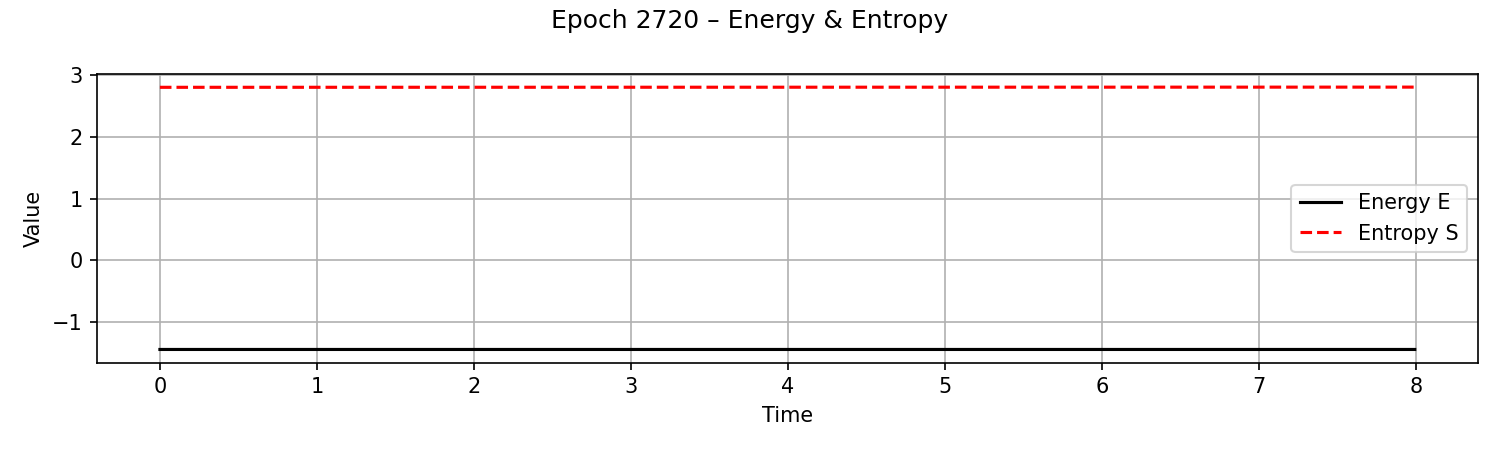 Epoch 2720 – Energy & Entropy
3
2
1
0
−1
Value
Energy E
Entropy S
0 1 2 3 4 5 6 7 8
Time